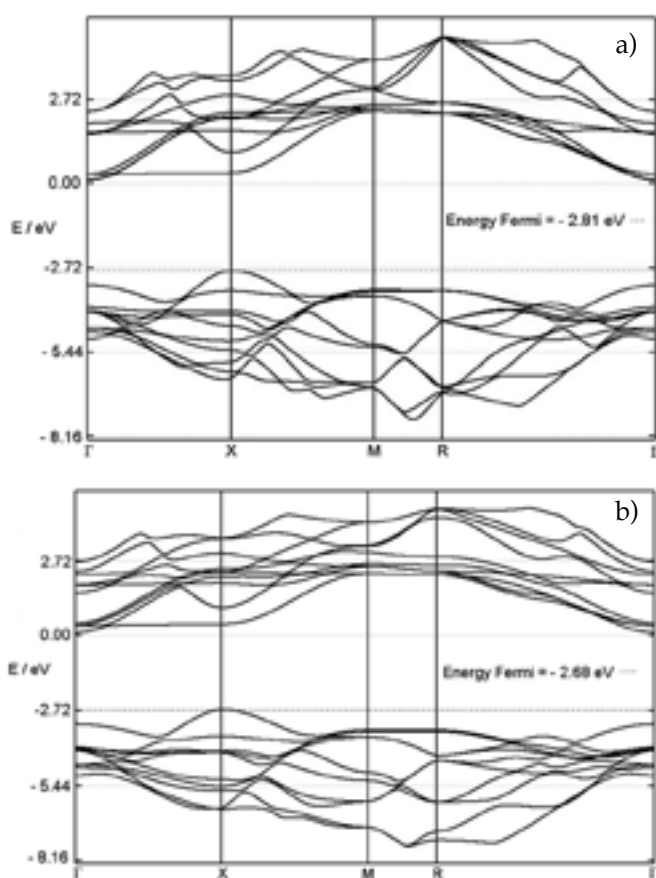 a)
2.72
0.00
E / eV
Energy Fermi = - 2.81 eV
-2.72
-5.44
- 8.16
Γ X M R
b)
2.72
0.00
E / eV
Energy Fermi = - 2.68 eV
-2.72
-5.44
-8.16
X M R